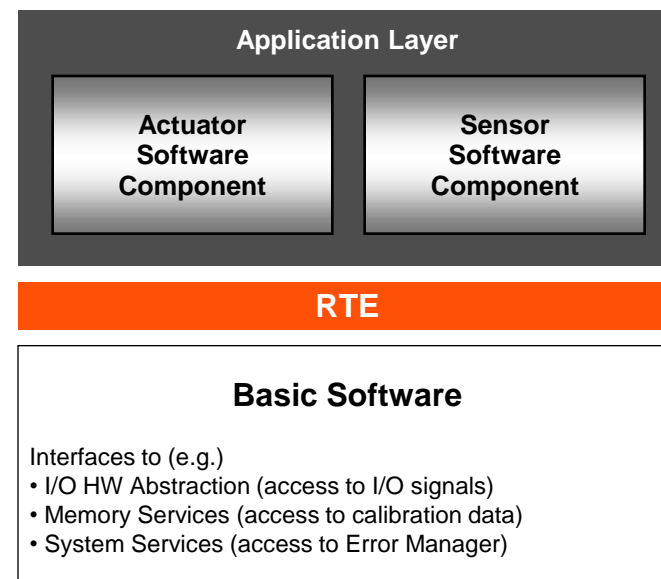 Application Layer
Actuator
Software
Component
Sensor
Software
Component
RTE
Basic Software
Interfaces to (e.g.)
• I/O HW Abstraction (access to I/O signals)
• Memory Services (access to calibration data)
• System Services (access to Error Manager)